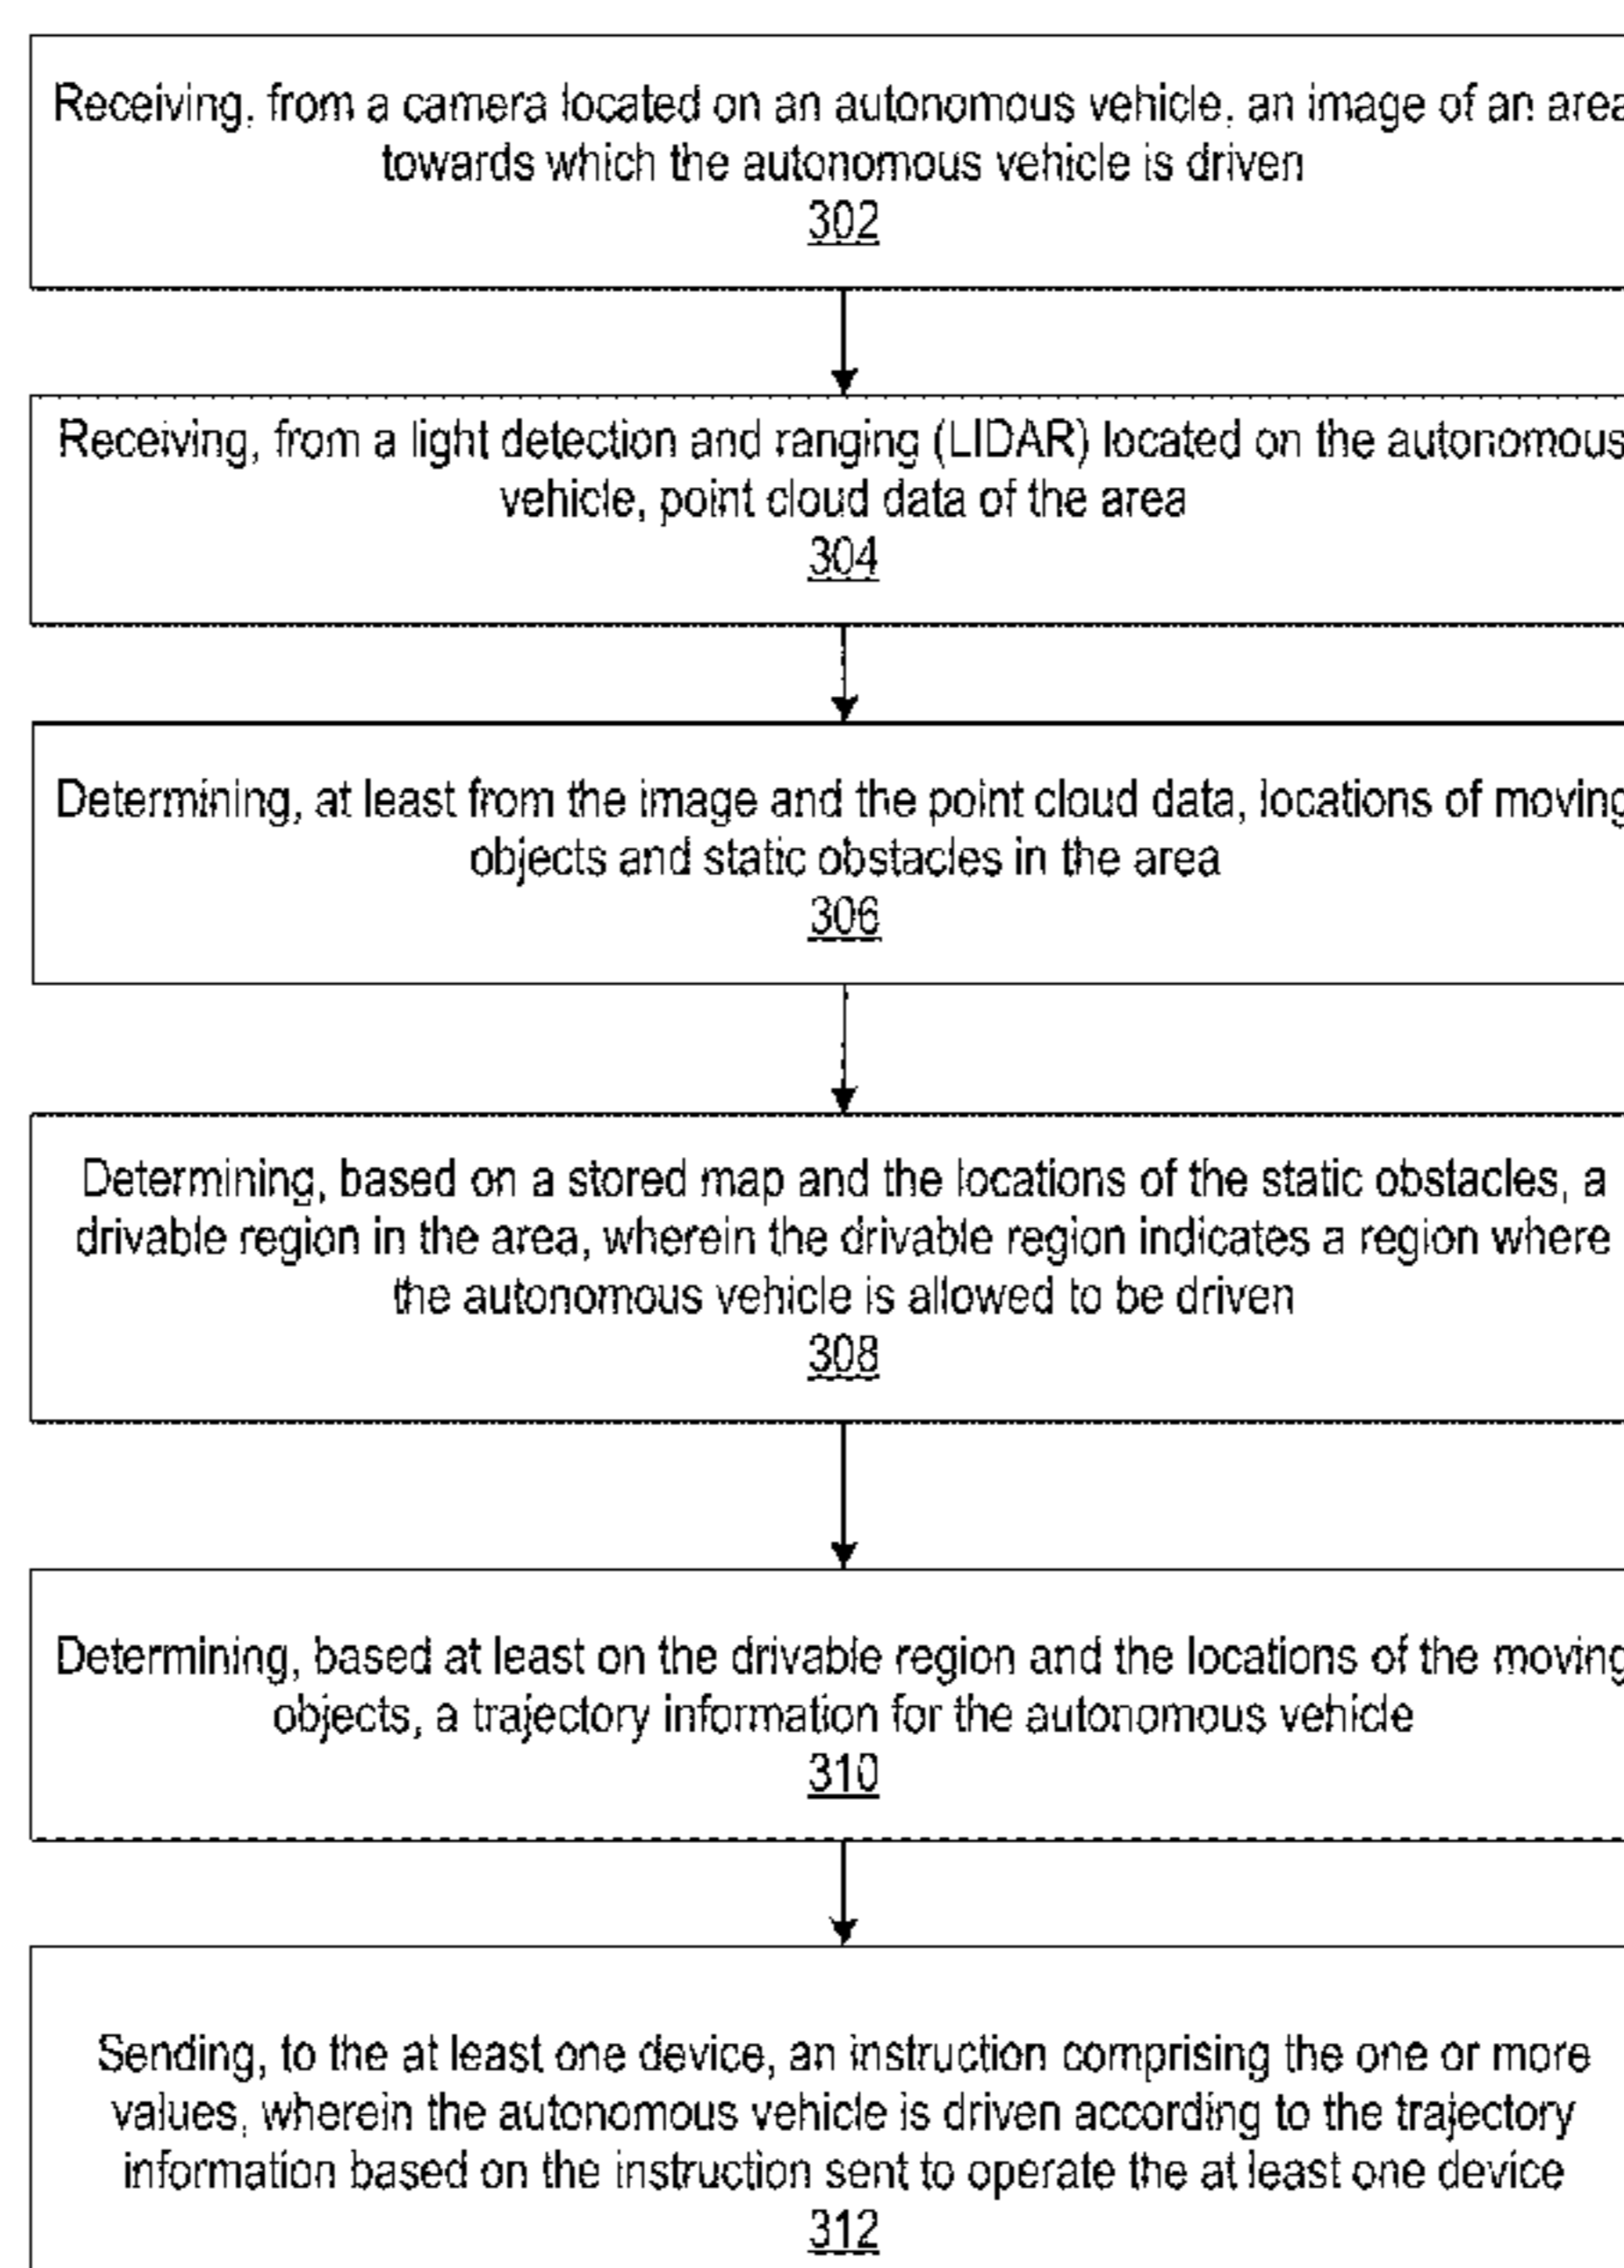 Receiving, from a camera located on an autonomous vehicle, an image of an area
towards which the autonomous vehicle is driven
302
Receiving, from a light detection and ranging (LIDAR) located on the autonomous
vehicle, point cloud data of the area
304
Determining, at least from the image and the point cloud data, locations of moving
objects and static obstacles in the area
306
Determining, based on a stored map and the locations of the static obstacles, a
drivable region in the area, wherein the drivable region indicates a region where
the autonomous vehicle is allowed to be driven
308
Determining, based at least on the drivable region and the locations of the moving
objects, a trajectory information for the autonomous vehicle
310
Sending, to the at least one device, an instruction comprising the one or more
values, wherein the autonomous vehicle is driven according to the trajectory
information based on the instruction sent to operate the at least one device
312